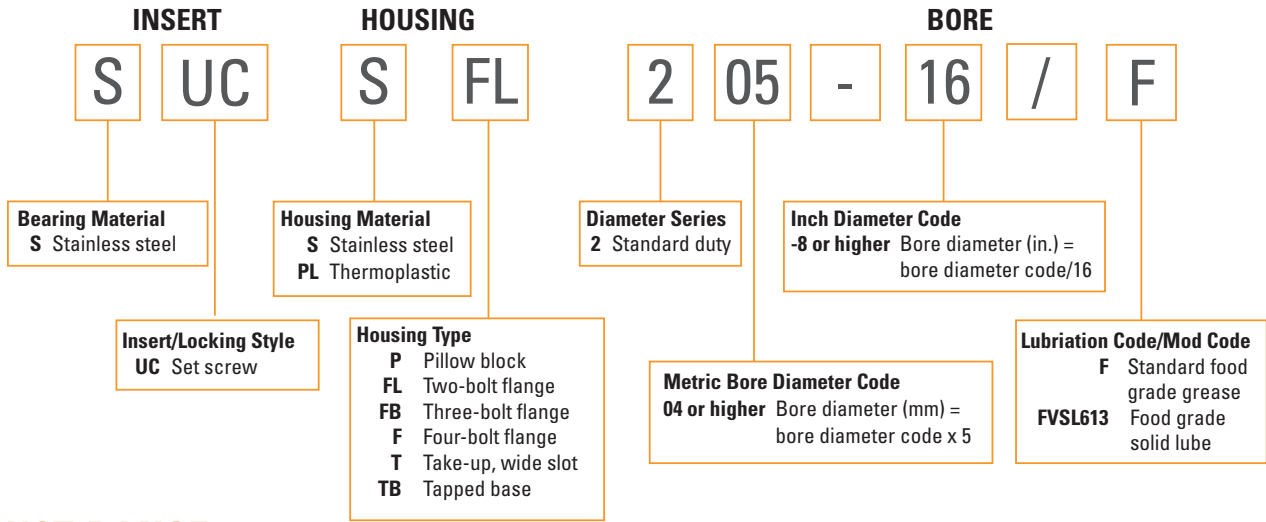 INSERT HOUSING BORE
S UC S FL 2 05 - 16 / F
Bearing Material
S Stainless steel
Housing Material
S Stainless steel
PL Thermoplastic
Diameter Series
2 Standard duty
Inch Diameter Code
-8 or higher Bore diameter (in.) =
bore diameter code/16
Insert/Locking Style
UC Set screw
Housing Type
P Pillow block
FL Two-bolt flange
FB Three-bolt flange
F Four-bolt flange
T Take-up, wide slot
TB Tapped base
Metric Bore Diameter Code
04 or higher Bore diameter (mm) =
bore diameter code x 5
Lubriation Code/Mod Code
F Standard food
grade grease
FVSL613 Food grade
solid lube